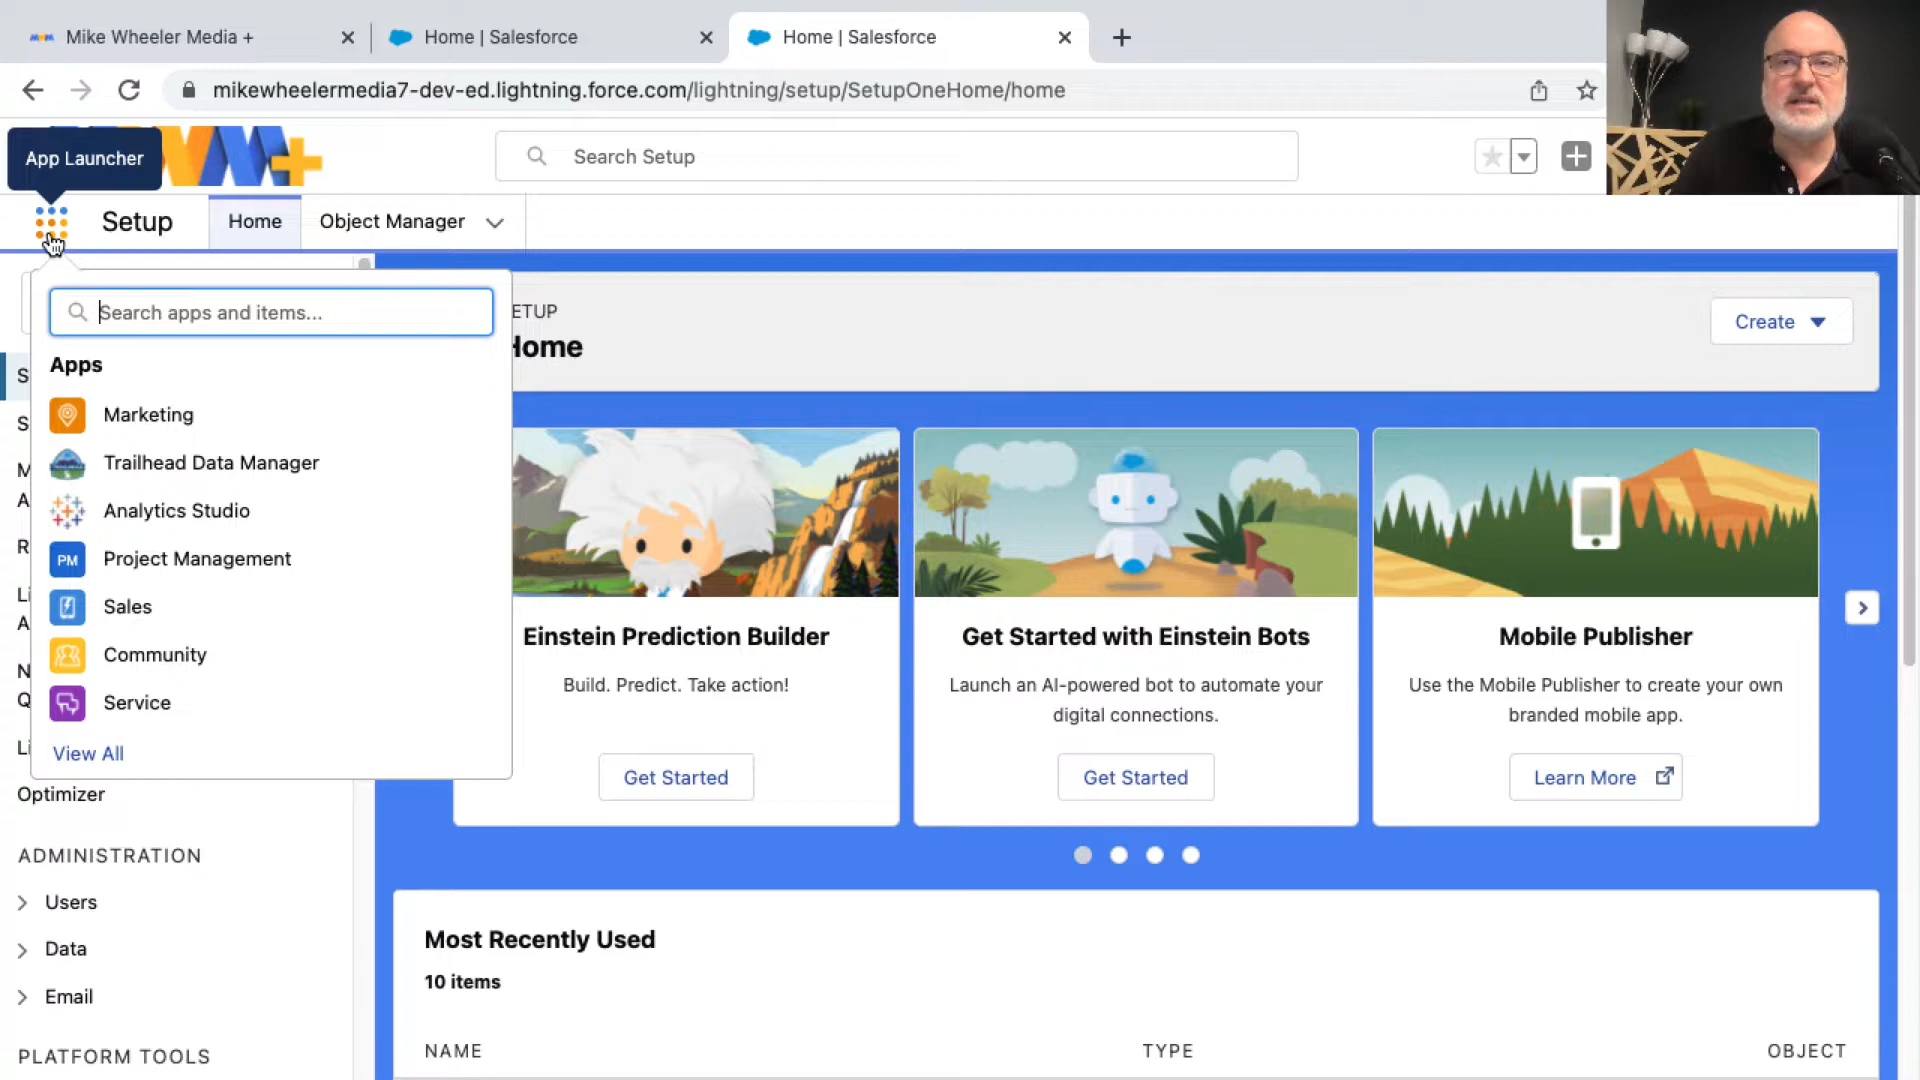 Mike Wheeler Media +
Home | Salesforce
Home | Salesforce
mikewheelermedia7-dev-ed.lightning.force.com/lightning/setup/SetupOneHome/home
App Launcher
Search Setup
Setup
Home
Object Manager
Search apps and items...
Apps
Marketing
Trailhead Data Manager
Analytics Studio
PM
Project Management
Sales
Community
Service
View All
Optimizer
ADMINISTRATION
Users
Data
Email
PLATFORM TOOLS
ETUP
Home
Create
Einstein Prediction Builder
Build. Predict. Take action!
Get Started
Get Started with Einstein Bots
Launch an AI-powered bot to automate your
digital connections.
Get Started
Mobile Publisher
Use the Mobile Publisher to create your own
branded mobile app.
Learn More
Most Recently Used
10 items
NAME
TYPE
OBJECT